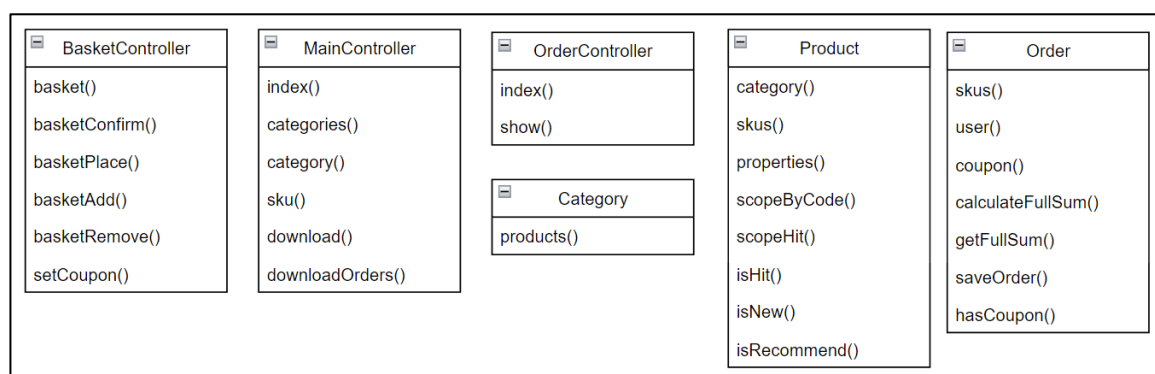 BasketController
basket()
basketConfirm()
basketPlace()
basketAdd()
basketRemove()
setCoupon()
MainController
index()
categories()
category()
sku()
download()
downloadOrders()
OrderController
index()
show()
Category
products()
Product
category()
skus()
properties()
scopeByCode()
scopeHit()
isHit()
isNew()
isRecommend()
Order
skus()
user()
coupon()
calculateFullSum()
getFullSum()
saveOrder()
hasCoupon()